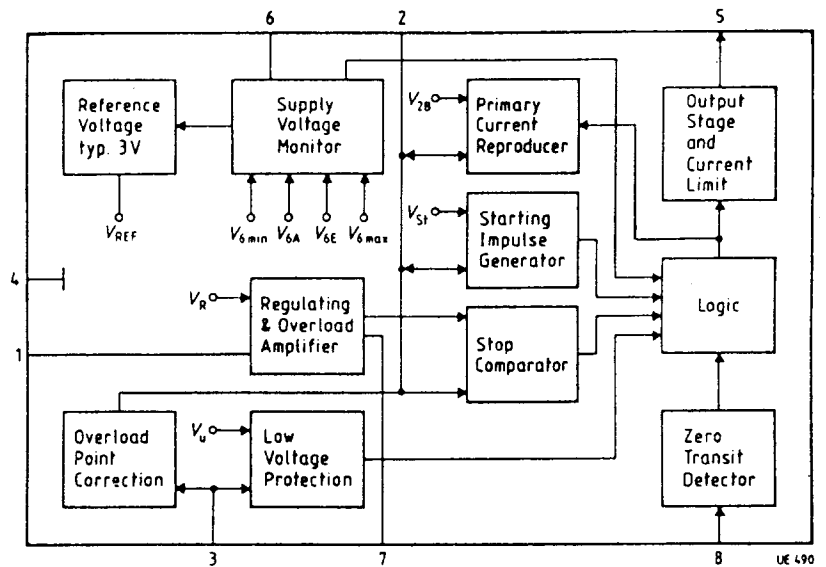 6
2
5
Reference
Voltage
typ. 3V
Supply
Voltage
Monitor
V2B
Primary
Current
Reproducer
Output
Stage
and
Current
Limit
VREF
V6min
V6A
V6E
V6max
VSt
Starting
Impulse
Generator
4
VR
Regulating
& Overload
Amplifier
Logic
1
Stop
Comparator
Overload
Point
Correction
Vu
Low
Voltage
Protection
Zero
Transit
Detector
3
7
8
UE 490